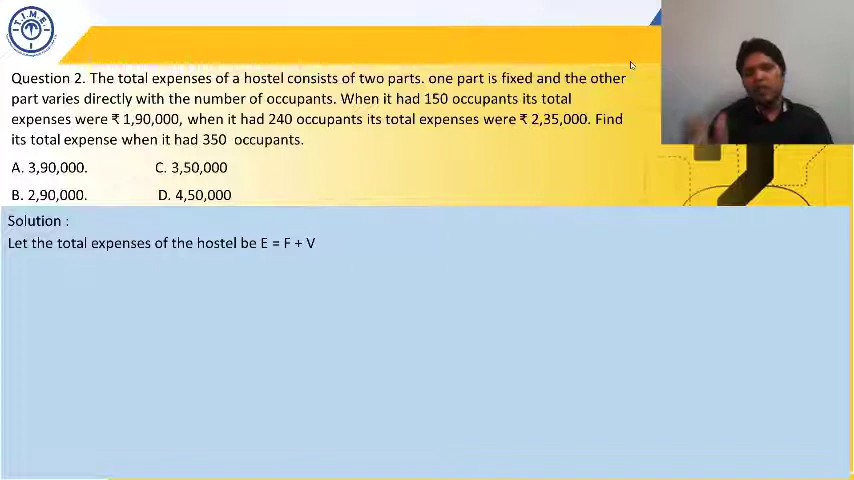 T.I.M.E.
Question 2. The total expenses of a hostel consists of two parts. one part is fixed and the other
part varies directly with the number of occupants. When it had 150 occupants its total
expenses were ₹ 1,90,000, when it had 240 occupants its total expenses were ₹ 2,35,000. Find
its total expense when it had 350 occupants.
A. 3,90,000. C. 3,50,000
B. 2,90,000. D. 4,50,000
Solution :
Let the total expenses of the hostel be E = F + V